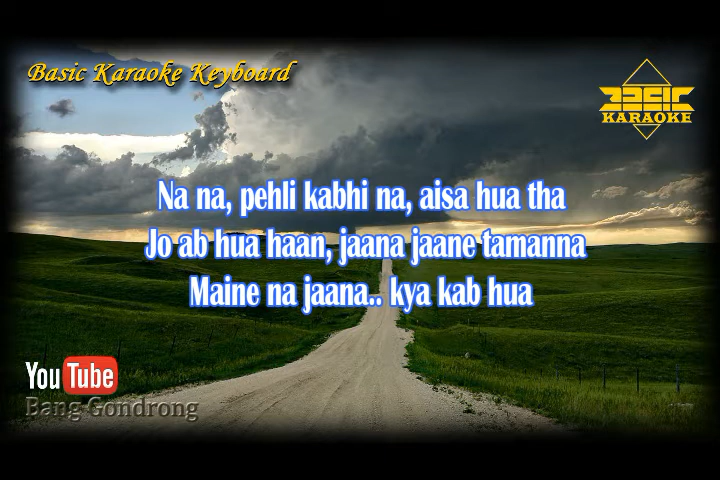 Basic Karaoke Keyboard
BASIC
KARAOKE
Na na, pehli kabhi na, aisa hua tha
Jo ab hua haan, jaana jaane tamanna
Maine na jaana.. kya kab hua
YouTube
Bang Gondrong